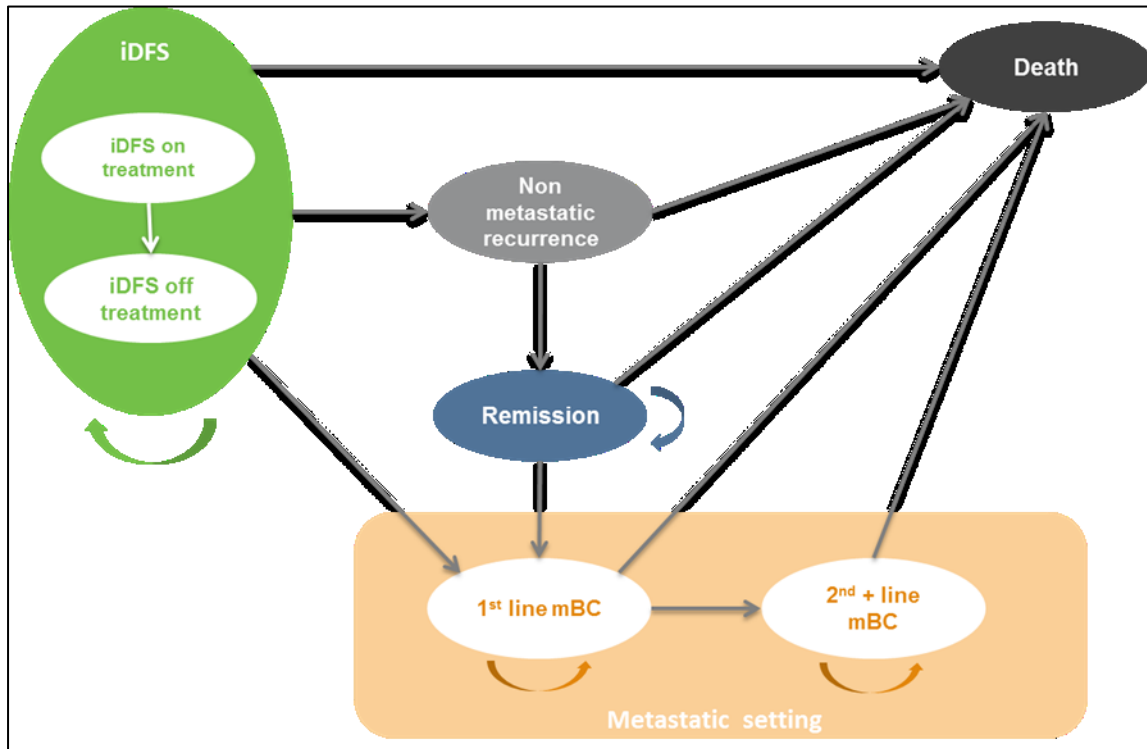 iDFS
iDFS on
treatment
iDFS off
treatment
Death
Non
metastatic
recurrence
Remission
1st line mBC
2nd + line
mBC
Metastatic setting